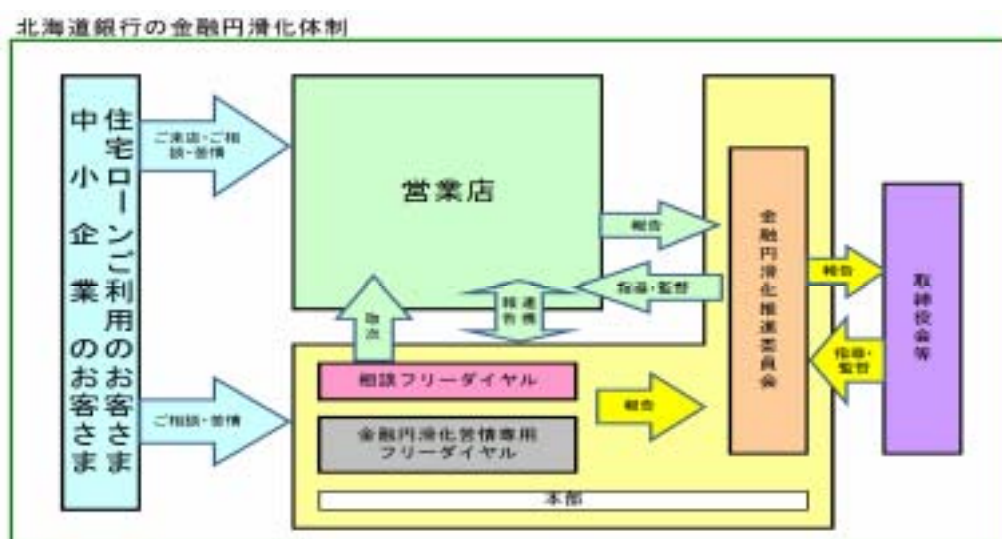 北海道銀行の金融円滑化体制
住宅ローンご利用のお客さま
中小企業のお客さま
ご来店・ご相
談・苦情
営業店
報告
指導・監督
取次
報告
連携
ご相談・苦情
相談フリーダイヤル
金融円滑化苦情専用
フリーダイヤル
報告
本部
金融円滑化推進委員会
報告
指導・
監督
取締役会等